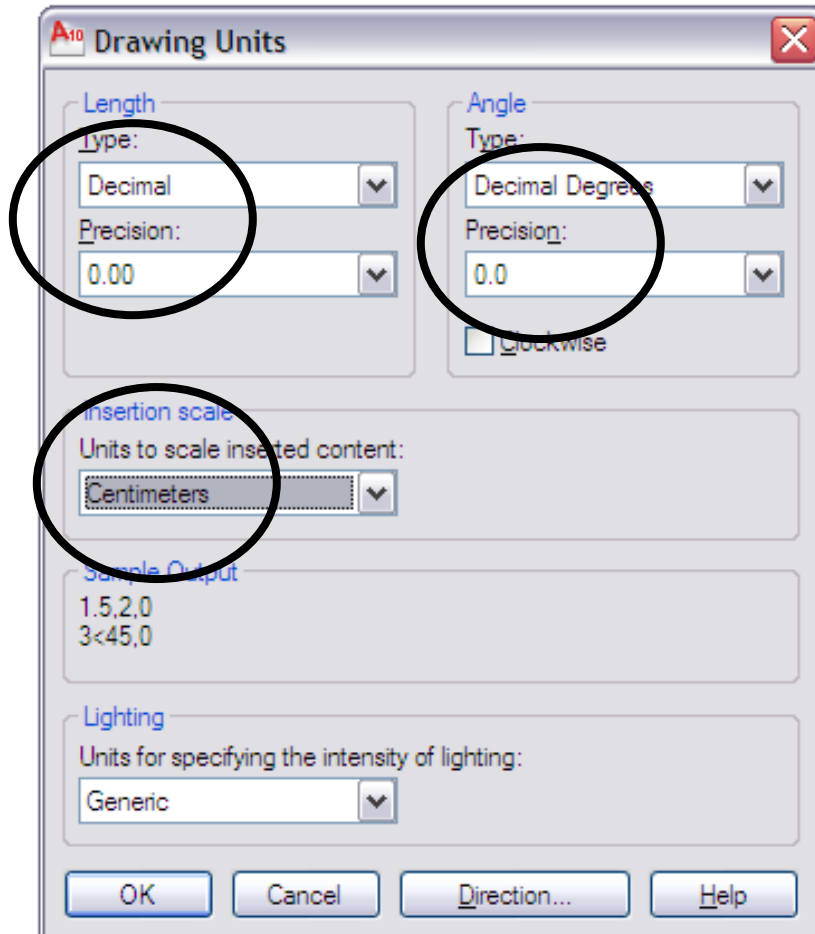 A10 Drawing Units
Length
Type:
Decimal
Precision:
0.00
Angle
Type:
Decimal Degrees
Precision:
0.0
Clockwise
Insertion scale
Units to scale inserted content:
Centimeters
Sample Output
1.5,2,0
3<45,0
Lighting
Units for specifying the intensity of lighting:
Generic
OK
Cancel
Direction...
Help